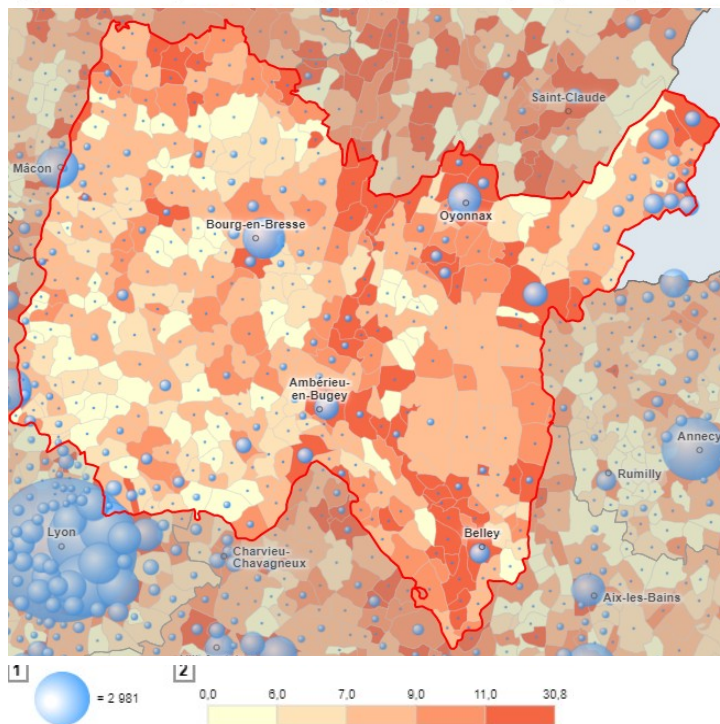 Saint-Claude
Mâcon
Oyonnax
Bourg-en-Bresse
Ambérieu-
en-Bugey
Annecy
Rumilly
Lyon
Belley
Charvieu-
Chavagneux
Aix-les-Bains
1
2
= 2 981
0,0 6,0 7,0 9,0 11,0 30,8